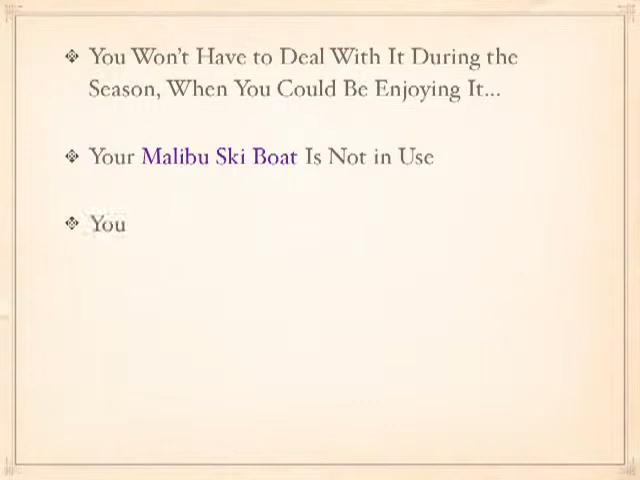 You Won't Have to Deal With It During the
Season, When You Could Be Enjoying It...
Your Malibu Ski Boat Is Not in Use
You